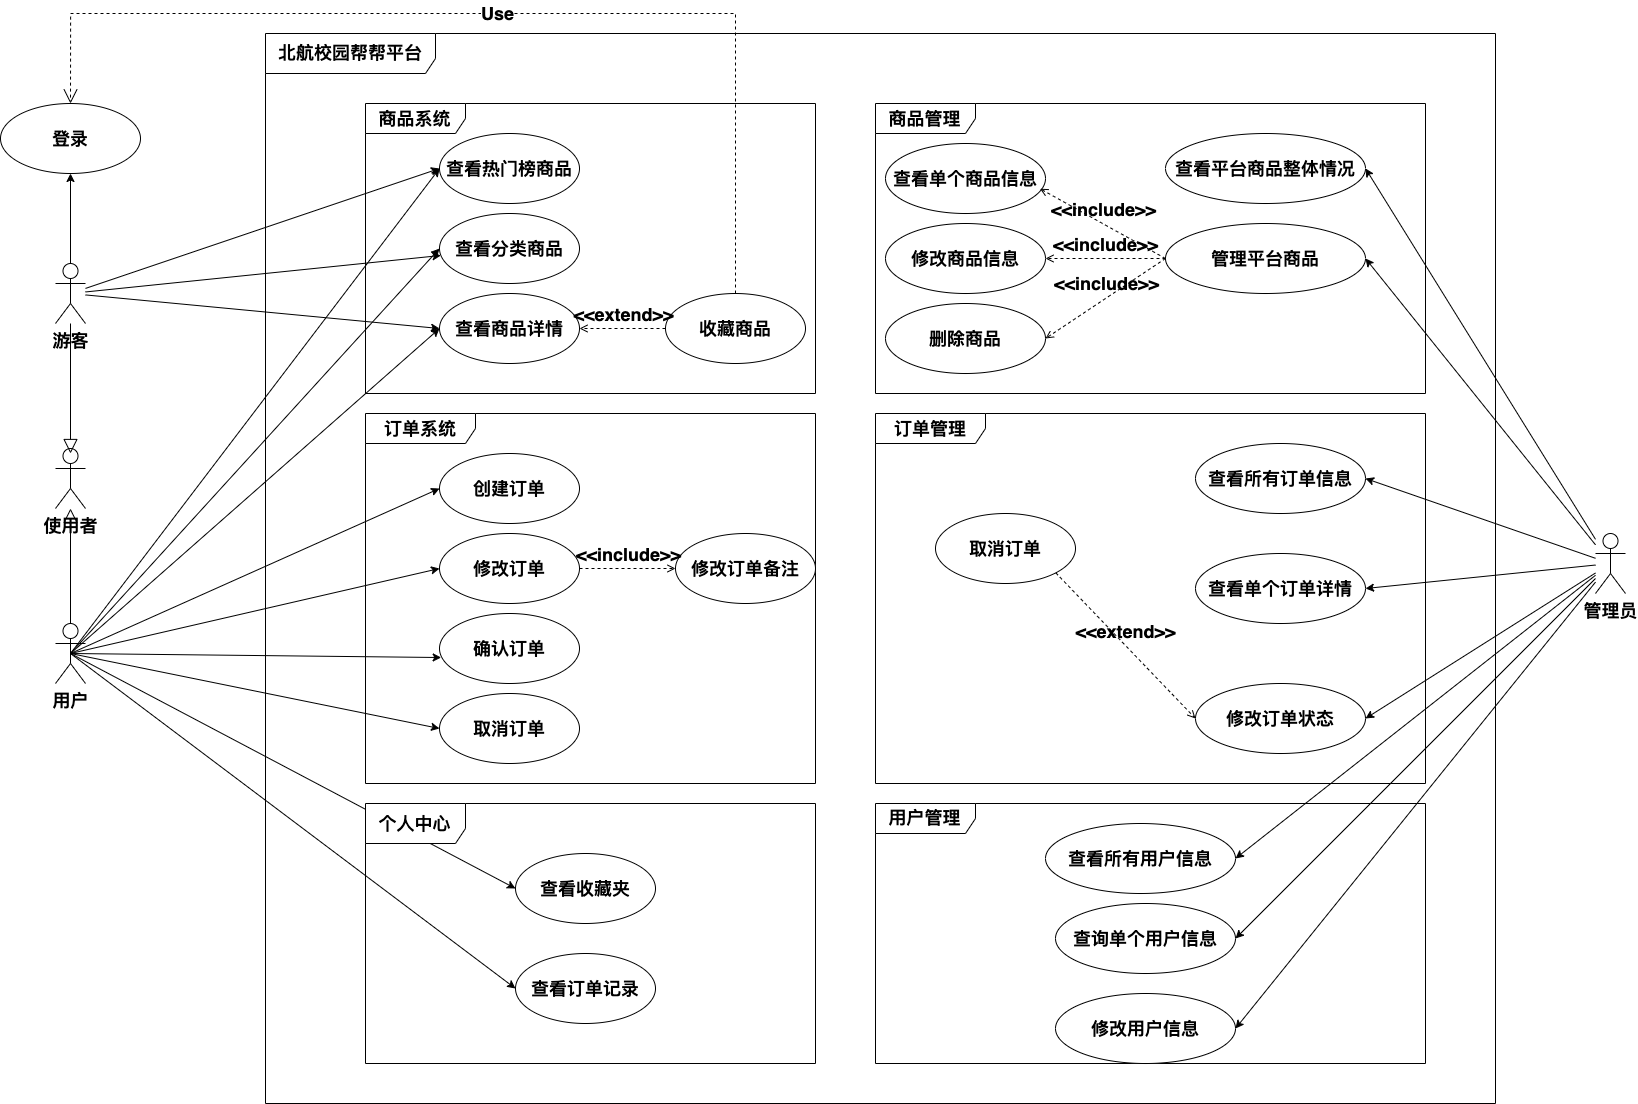 Use
北航校园帮帮平台
登录
游客
使用者
用户
商品系统
查看热门榜商品
查看分类商品
查看商品详情
<<extend>>
收藏商品
订单系统
创建订单
修改订单
<<include>>
修改订单备注
确认订单
取消订单
个人中心
查看收藏夹
查看订单记录
商品管理
查看单个商品信息
查看平台商品整体情况
<<include>>
修改商品信息
<<include>>
管理平台商品
<<include>>
删除商品
订单管理
查看所有订单信息
取消订单
查看单个订单详情
<<extend>>
修改订单状态
用户管理
查看所有用户信息
查询单个用户信息
修改用户信息
管理员